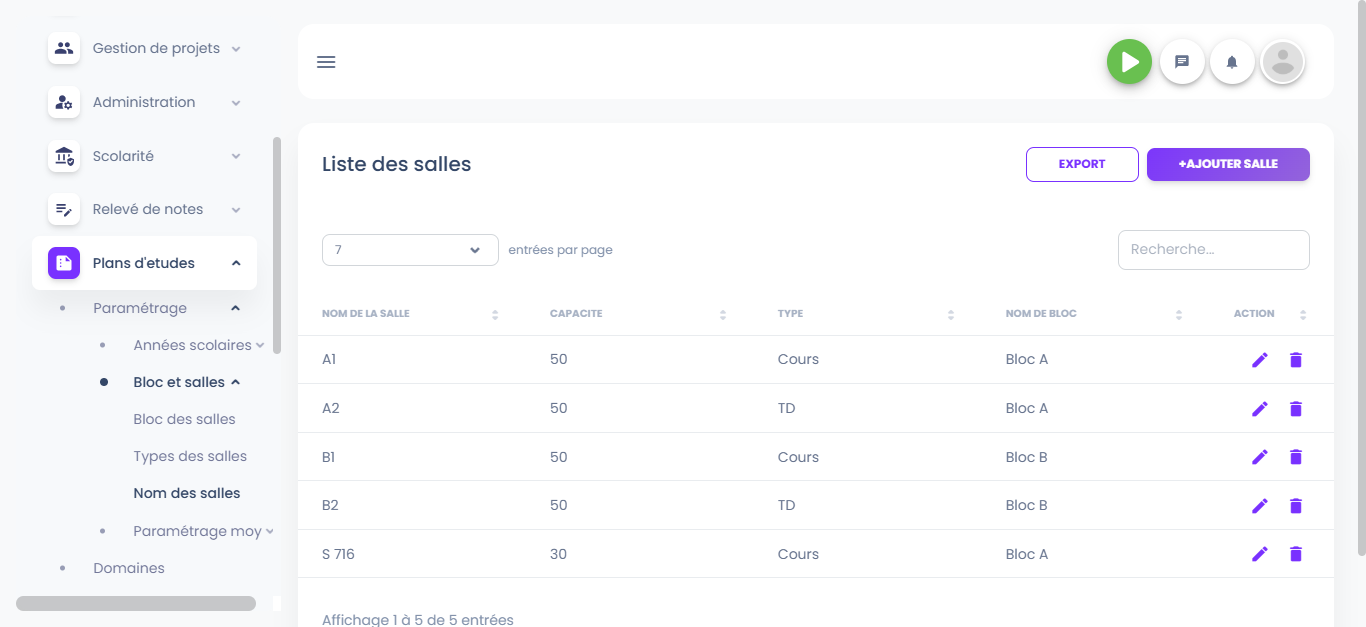 Gestion de projets
Administration
Scolarité
Relevé de notes
Plans d'etudes
Paramétrage
Années scolaires
Bloc et salles
Bloc des salles
Types des salles
Nom des salles
Paramétrage moy
Domaines
Liste des salles
EXPORT
+AJOUTER SALLE
7 entrées par page
Recherche...
NOM DE LA SALLE CAPACITE TYPE NOM DE BLOC ACTION
A1 50 Cours Bloc A
A2 50 TD Bloc A
B1 50 Cours Bloc B
B2 50 TD Bloc B
S 716 30 Cours Bloc A
Affichage 1 à 5 de 5 entrées